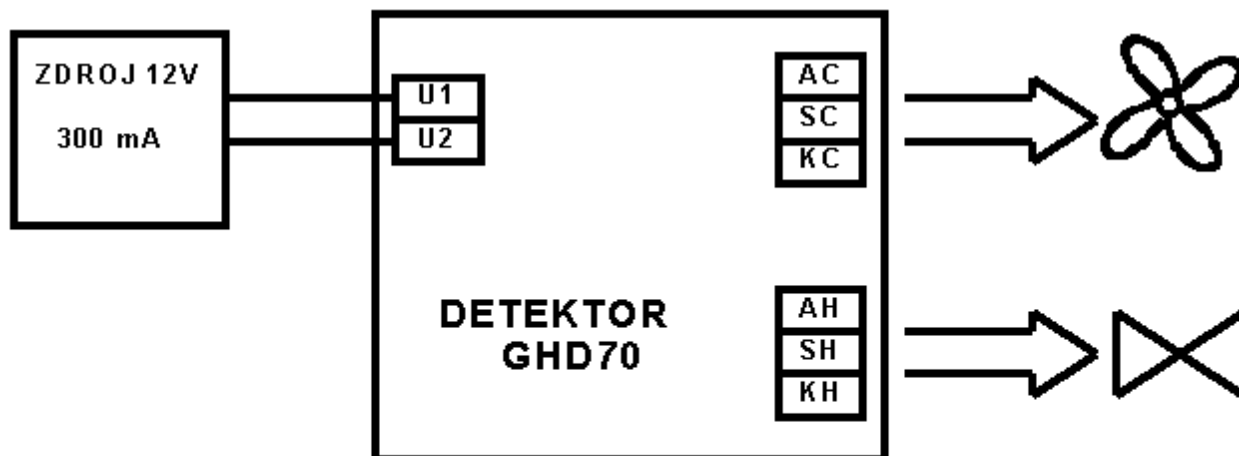 ZDROJ 12V
300 mA
U1
U2
AC
SC
KC
DETEKTOR
GHD70
AH
SH
KH